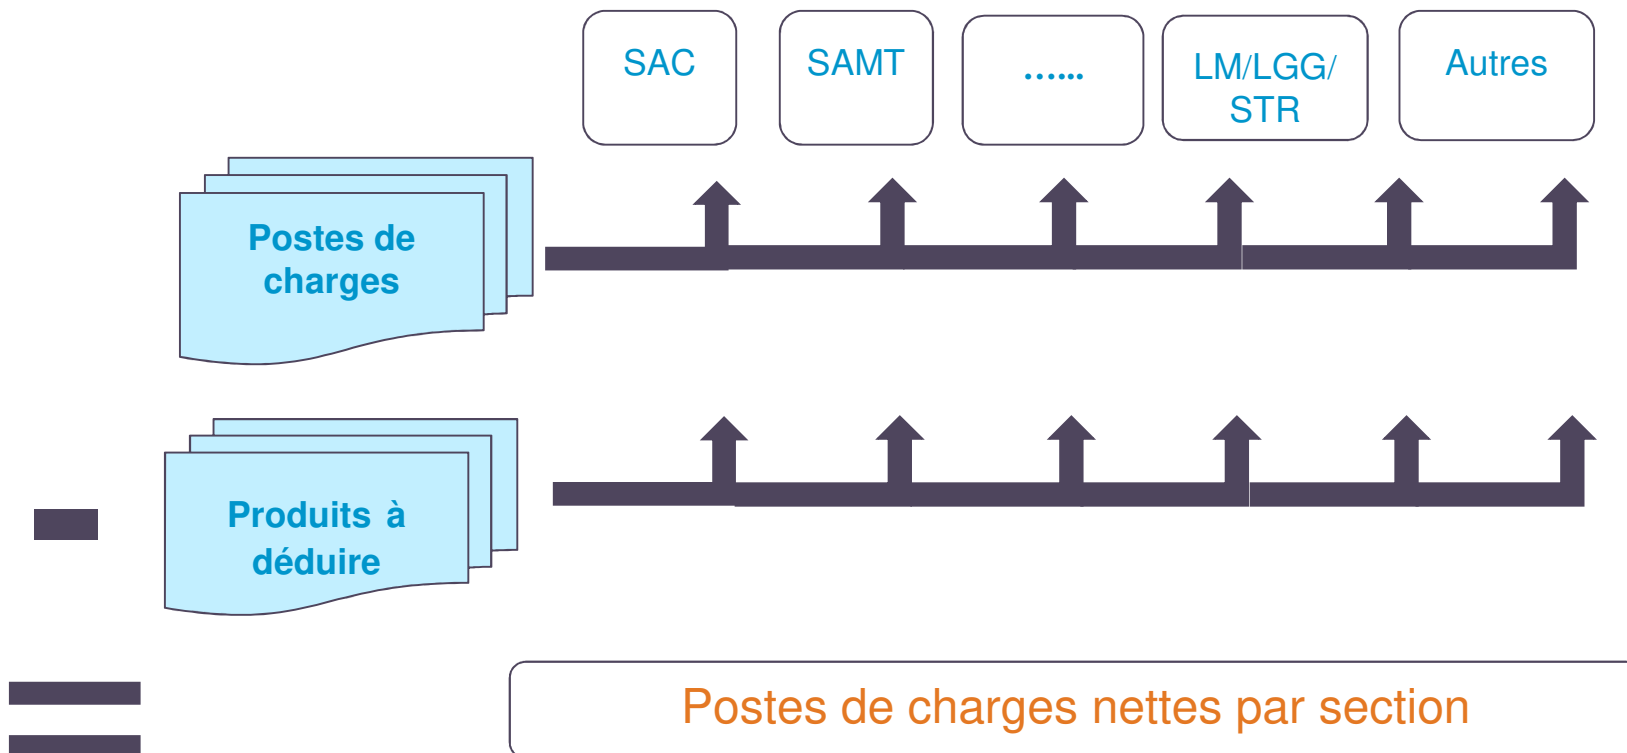 SAC
SAMT
…...
LM/LGG/
STR
Autres
Postes de
charges
Produits à
déduire
Postes de charges nettes par section